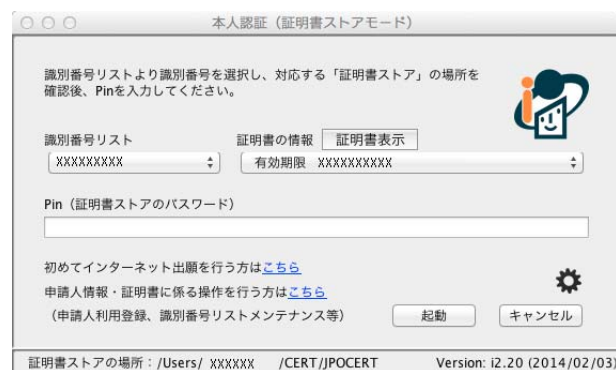 本人認証（証明書ストアモード）
識別番号リストより識別番号を選択し、対応する「証明書ストア」の場所を
確認後、Pinを入力してください。
識別番号リスト 証明書の情報 証明書表示
XXXXXXXXX 有効期限 XXXXXXXXXX
Pin（証明書ストアのパスワード）
初めてインターネット出願を行う方はこちら
申請人情報・証明書に係る操作を行う方はこちら
（申請人利用登録、識別番号リストメンテナンス等） 起動 キャンセル
証明書ストアの場所：/Users/ XXXXXX /CERT/JPOCERT Version: i2.20 (2014/02/03)